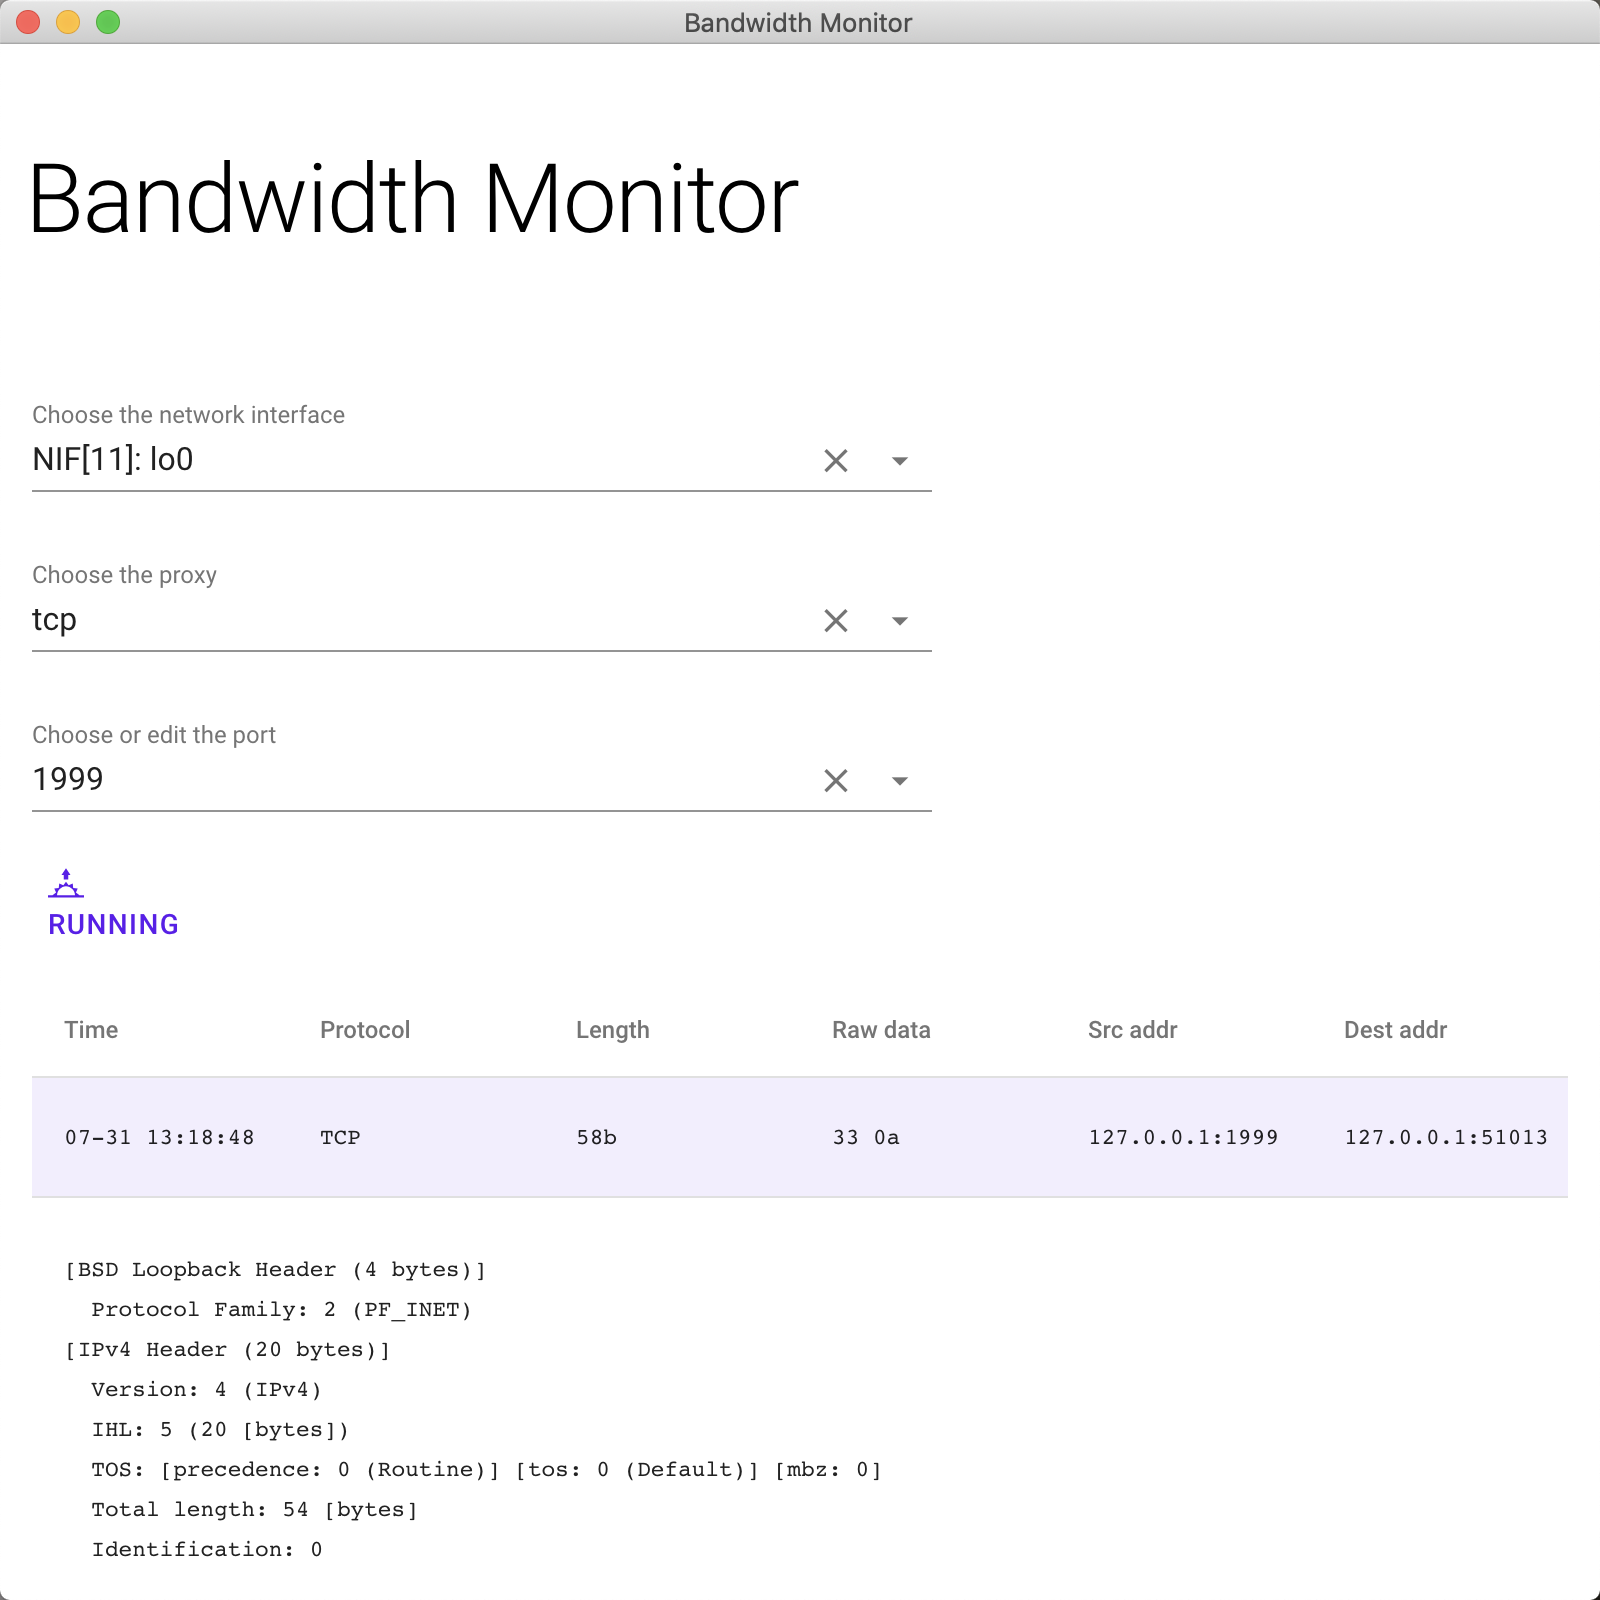 Bandwidth Monitor
Bandwidth Monitor
Choose the network interface
NIF[11]: lo0
Choose the proxy
tcp
Choose or edit the port
1999
RUNNING
Time Protocol Length Raw data Src addr Dest addr
07-31 13:18:48 TCP 58b 33 0a 127.0.0.1:1999 127.0.0.1:51013
[BSD Loopback Header (4 bytes)]
Protocol Family: 2 (PF_INET)
[IPv4 Header (20 bytes)]
Version: 4 (IPv4)
IHL: 5 (20 [bytes])
TOS: [precedence: 0 (Routine)] [tos: 0 (Default)] [mbz: 0]
Total length: 54 [bytes]
Identification: 0